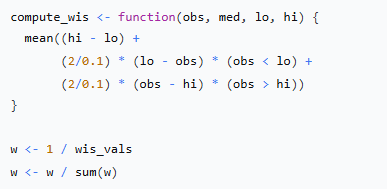 compute_wis <- function(obs, med, lo, hi) {
  mean((hi - lo) +
       (2/0.1) * (lo - obs) * (obs < lo) +
       (2/0.1) * (obs - hi) * (obs > hi))
}

w <- 1 / wis_vals
w <- w / sum(w)